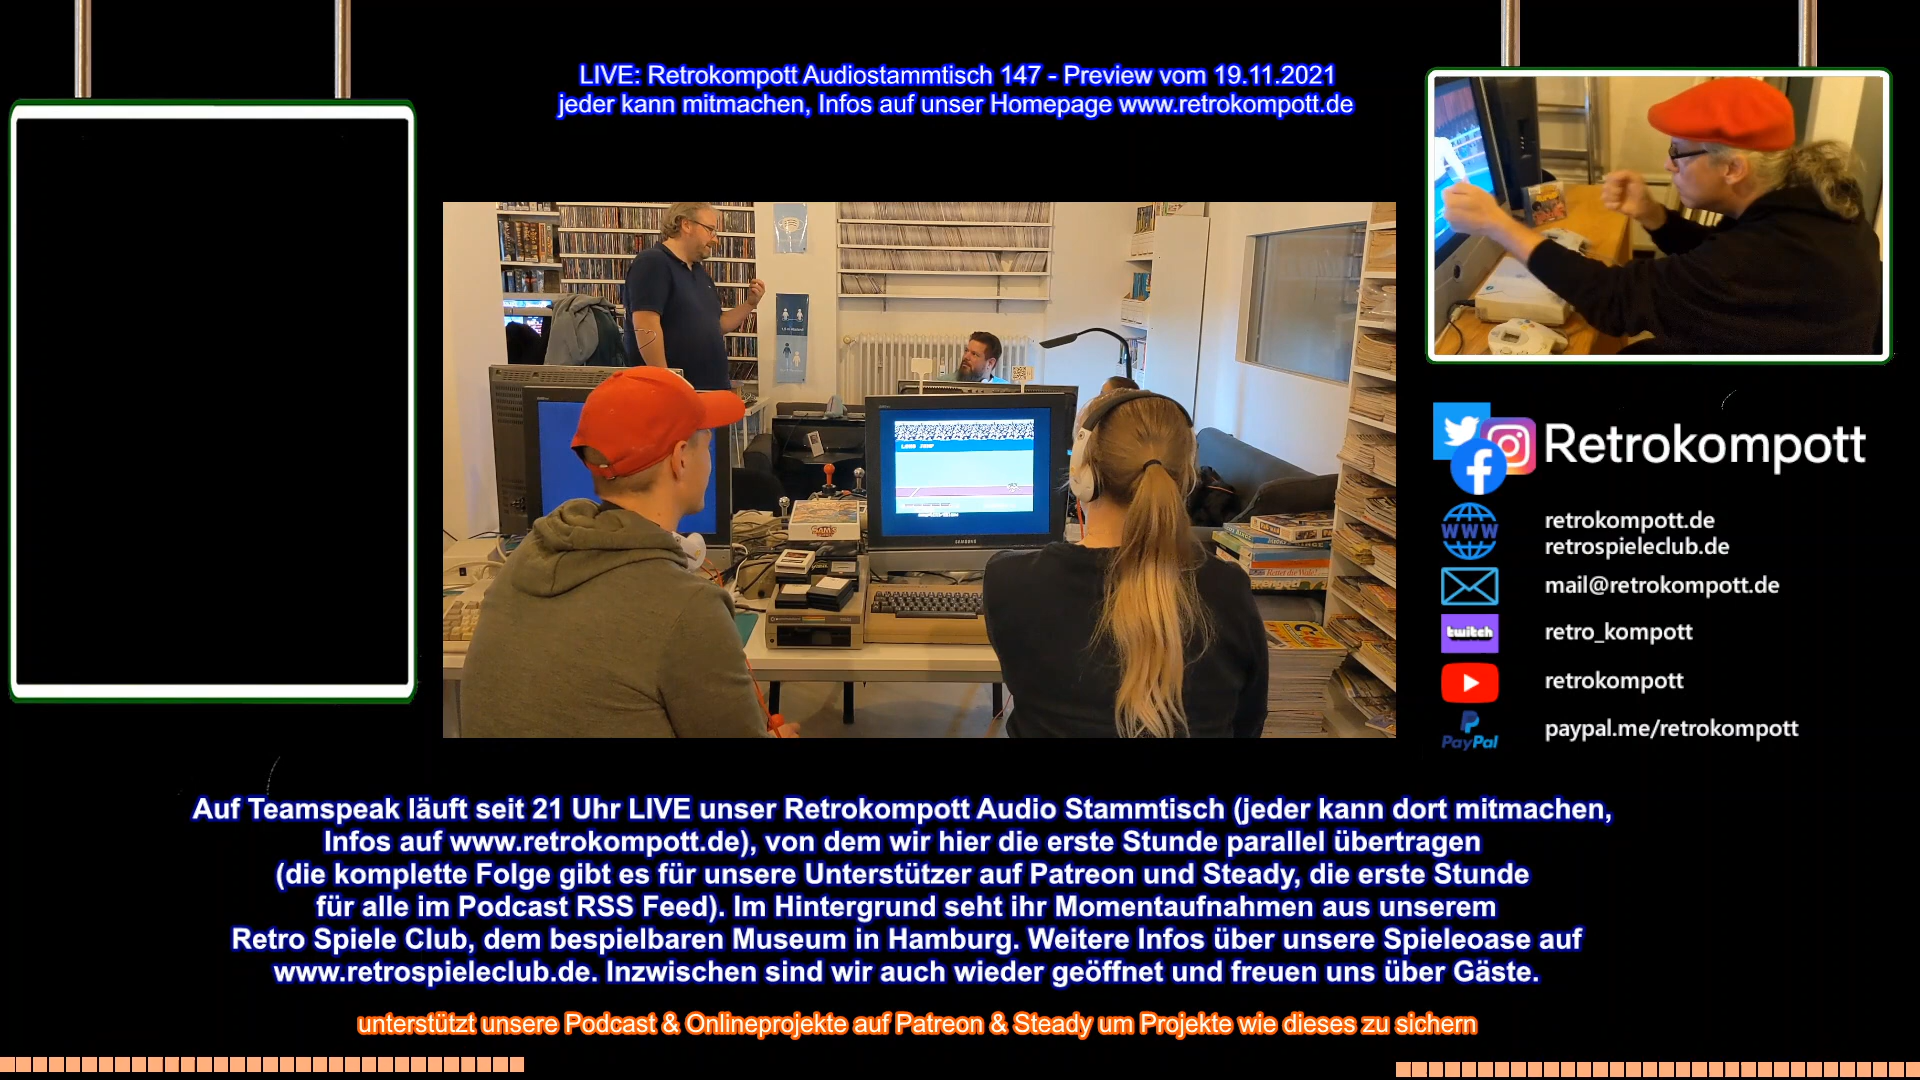 LIVE: Retrokompott Audiostammtisch 147 - Preview vom 19.11.2021
jeder kann mitmachen, Infos auf unser Homepage www.retrokompott.de
LONG JUMP
SAMSUNG
Retrokompott
WWW
retrokompott.de
retrospieleclub.de
mail@retrokompott.de
twitch
retro_kompott
retrokompott
PayPal
paypal.me/retrokompott
Auf Teamspeak läuft seit 21 Uhr LIVE unser Retrokompott Audio Stammtisch (jeder kann dort mitmachen,
Infos auf www.retrokompott.de), von dem wir hier die erste Stunde parallel übertragen
(die komplette Folge gibt es für unsere Unterstützer auf Patreon und Steady, die erste Stunde
für alle im Podcast RSS Feed). Im Hintergrund seht ihr Momentaufnahmen aus unserem
Retro Spiele Club, dem bespielbaren Museum in Hamburg. Weitere Infos über unsere Spieleoase auf
www.retrospieleclub.de. Inzwischen sind wir auch wieder geöffnet und freuen uns über Gäste.
unterstützt unsere Podcast & Onlineprojekte auf Patreon & Steady um Projekte wie dieses zu sichern